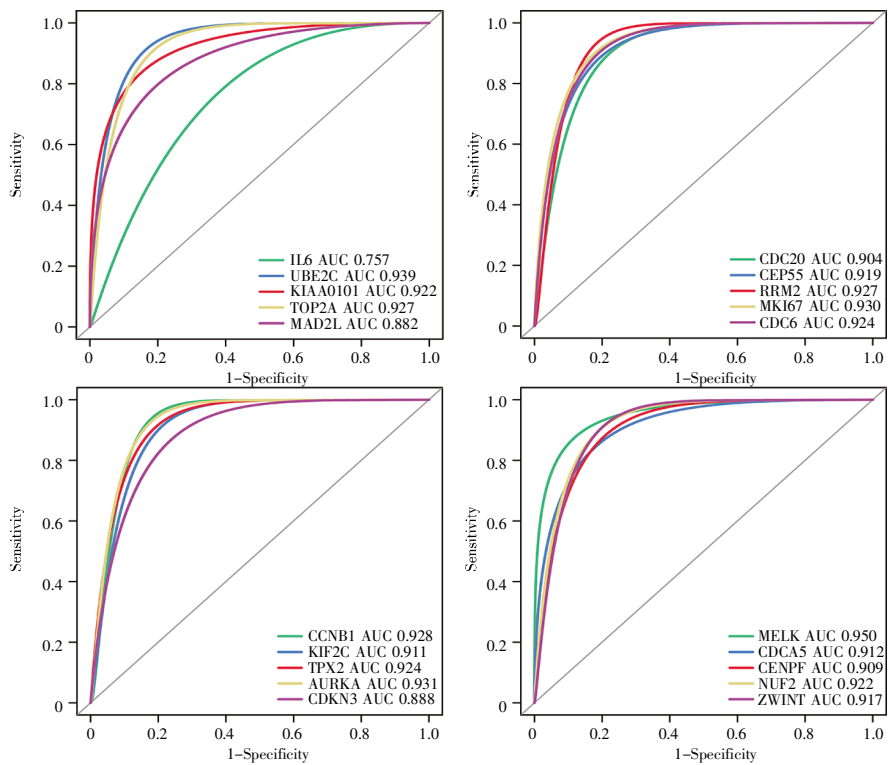 1.0
0.8
0.6
0.4
0.2
0
Sensitivity
IL6 AUC 0.757
UBE2C AUC 0.939
KIAA0101 AUC 0.922
TOP2A AUC 0.927
MAD2L AUC 0.882
0 0.2 0.4 0.6 0.8 1.0
1-Specificity
1.0
0.8
0.6
0.4
0.2
0
Sensitivity
CDC20 AUC 0.904
CEP55 AUC 0.919
RRM2 AUC 0.927
MKI67 AUC 0.930
CDC6 AUC 0.924
0 0.2 0.4 0.6 0.8 1.0
1-Specificity
1.0
0.8
0.6
0.4
0.2
0
Sensitivity
CCNB1 AUC 0.928
KIF2C AUC 0.911
TPX2 AUC 0.924
AURKA AUC 0.931
CDKN3 AUC 0.888
0 0.2 0.4 0.6 0.8 1.0
1-Specificity
1.0
0.8
0.6
0.4
0.2
0
Sensitivity
MELK AUC 0.950
CDCA5 AUC 0.912
CENPF AUC 0.909
NUF2 AUC 0.922
ZWINT AUC 0.917
0 0.2 0.4 0.6 0.8 1.0
1-Specificity